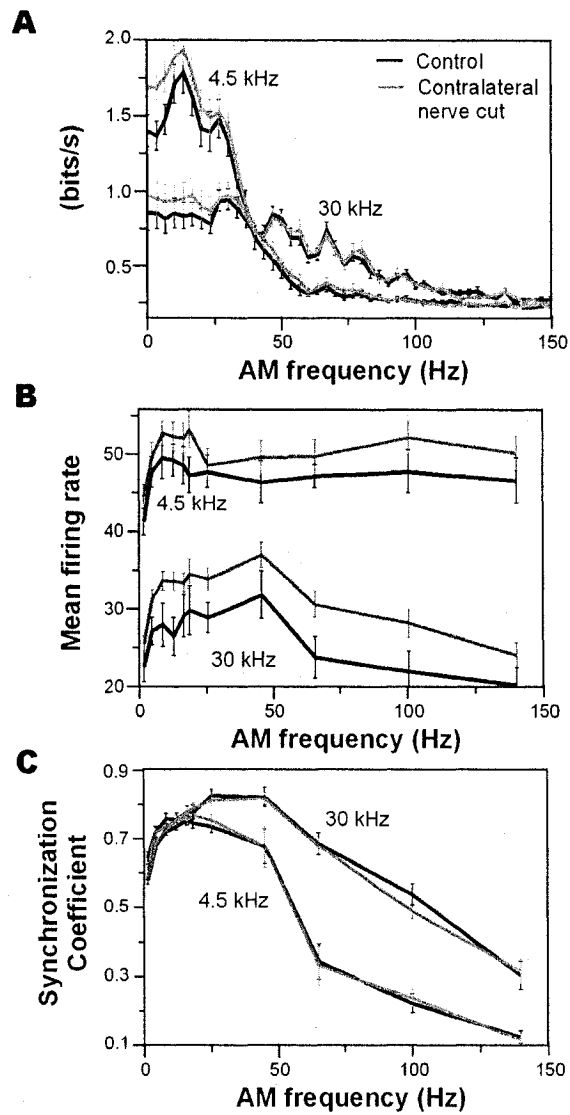 A
2.0
1.5
1.0
0.5
(bits/s)
4.5 kHz
Control
Contralateral
nerve cut
30 kHz
0 50 100 150
AM frequency (Hz)
B
50
40
30
20
Mean firing rate
4.5 kHz
30 kHz
0 50 100 150
AM frequency (Hz)
C
0.9
0.7
0.5
0.3
0.1
Synchronization
Coefficient
30 kHz
4.5 kHz
0 50 100 150
AM frequency (Hz)